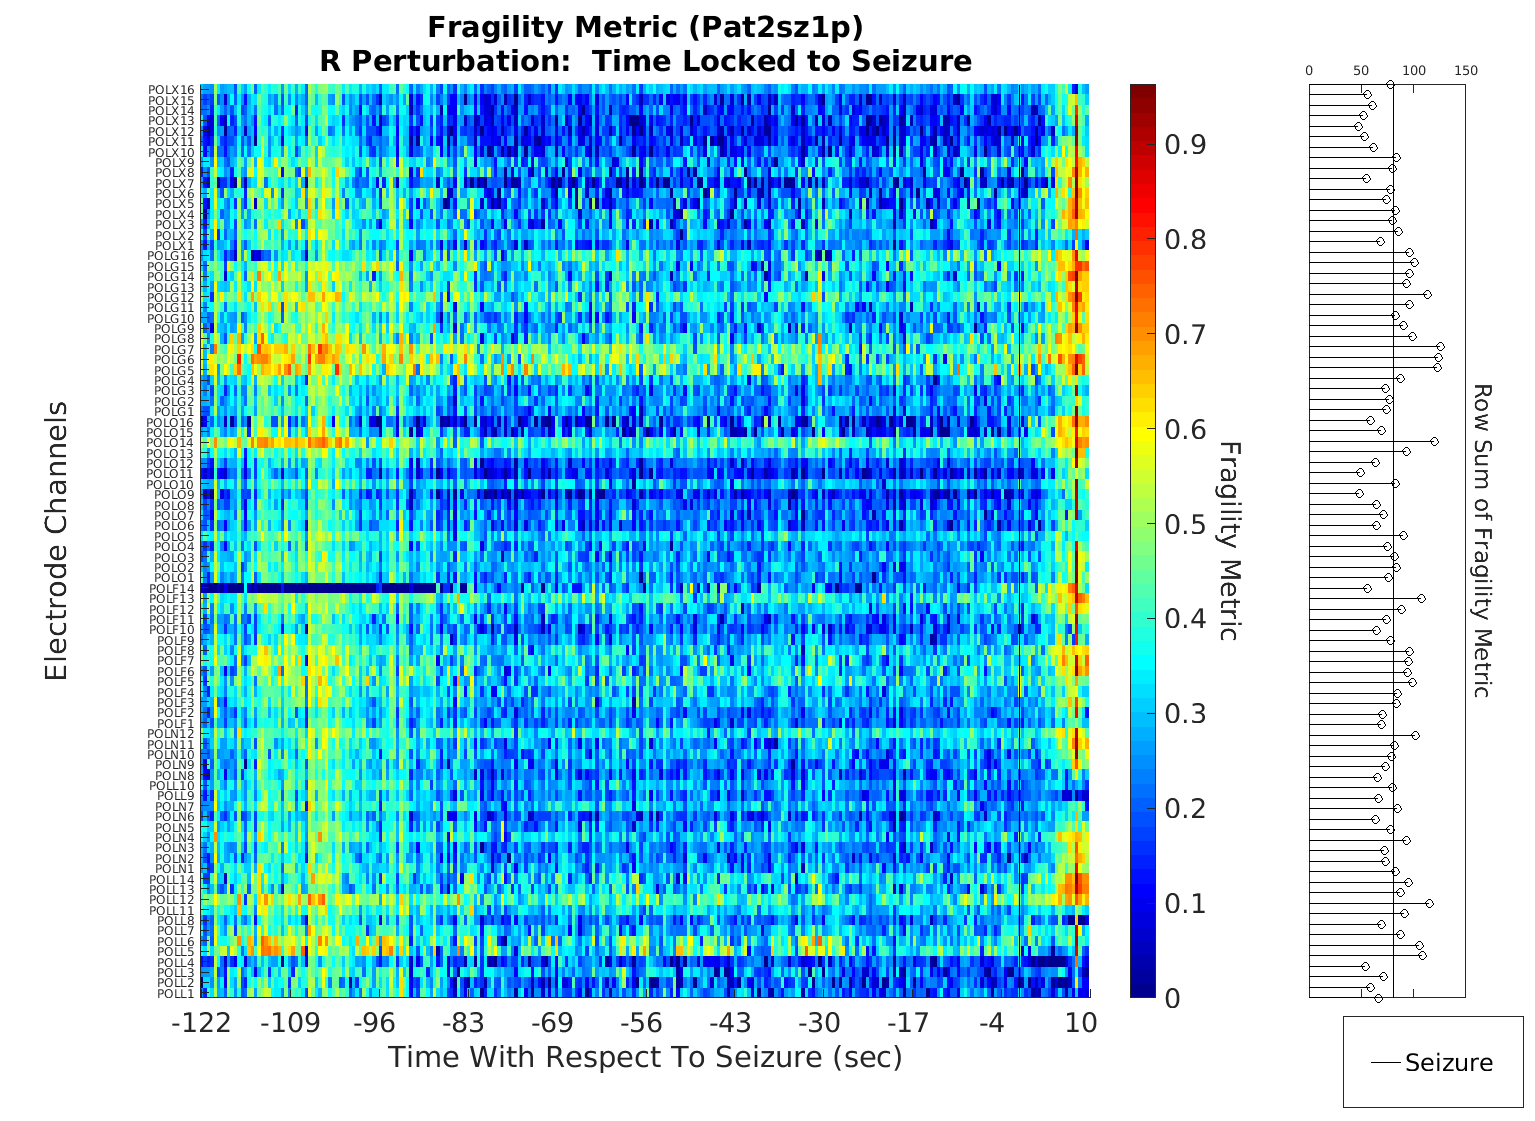 Fragility Metric (Pat2sz1p)
R Perturbation: Time Locked to Seizure
0 50 100 150
POLX16
POLX15
POLX14
POLX13
POLX12
POLX11
POLX10
POLX9
POLX8
POLX7
POLX6
POLX5
POLX4
POLX3
POLX2
POLX1
POLG16
POLG15
POLG14
POLG13
POLG12
POLG11
POLG10
POLG9
POLG8
POLG7
POLG6
POLG5
POLG4
POLG3
POLG2
POLG1
POLO16
POLO15
POLO14
POLO13
POLO12
POLO11
POLO10
POLO9
POLO8
POLO7
POLO6
POLO5
POLO4
POLO3
POLO2
POLO1
POLF14
POLF13
POLF12
POLF11
POLF10
POLF9
POLF8
POLF7
POLF6
POLF5
POLF4
POLF3
POLF2
POLF1
POLN12
POLN11
POLN10
POLN9
POLN8
POLL10
POLL9
POLN7
POLN6
POLN5
POLN4
POLN3
POLN2
POLN1
POLL14
POLL13
POLL12
POLL11
POLL8
POLL7
POLL6
POLL5
POLL4
POLL3
POLL2
POLL1
Electrode Channels
-122 -109 -96 -83 -69 -56 -43 -30 -17 -4 10
Time With Respect To Seizure (sec)
0.9
0.8
0.7
0.6
0.5
0.4
0.3
0.2
0.1
0
Fragility Metric
Row Sum of Fragility Metric
Seizure